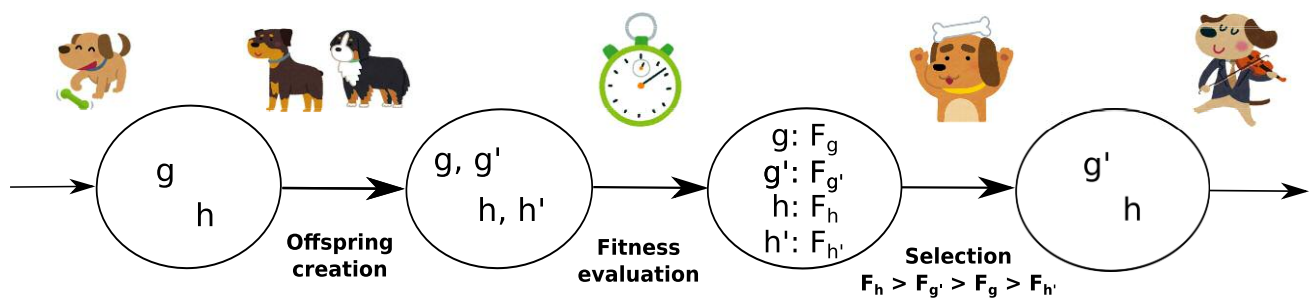 g
h
Offspring
creation
g, g'
h, h'
Fitness
evaluation
g: F_g
g': F_g'
h: F_h
h': F_h'
Selection
F_h > F_g' > F_g > F_h'
g'
h